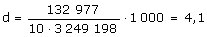 d = 132 977 / 10 · 3 249 198 · 1 000 = 4,1